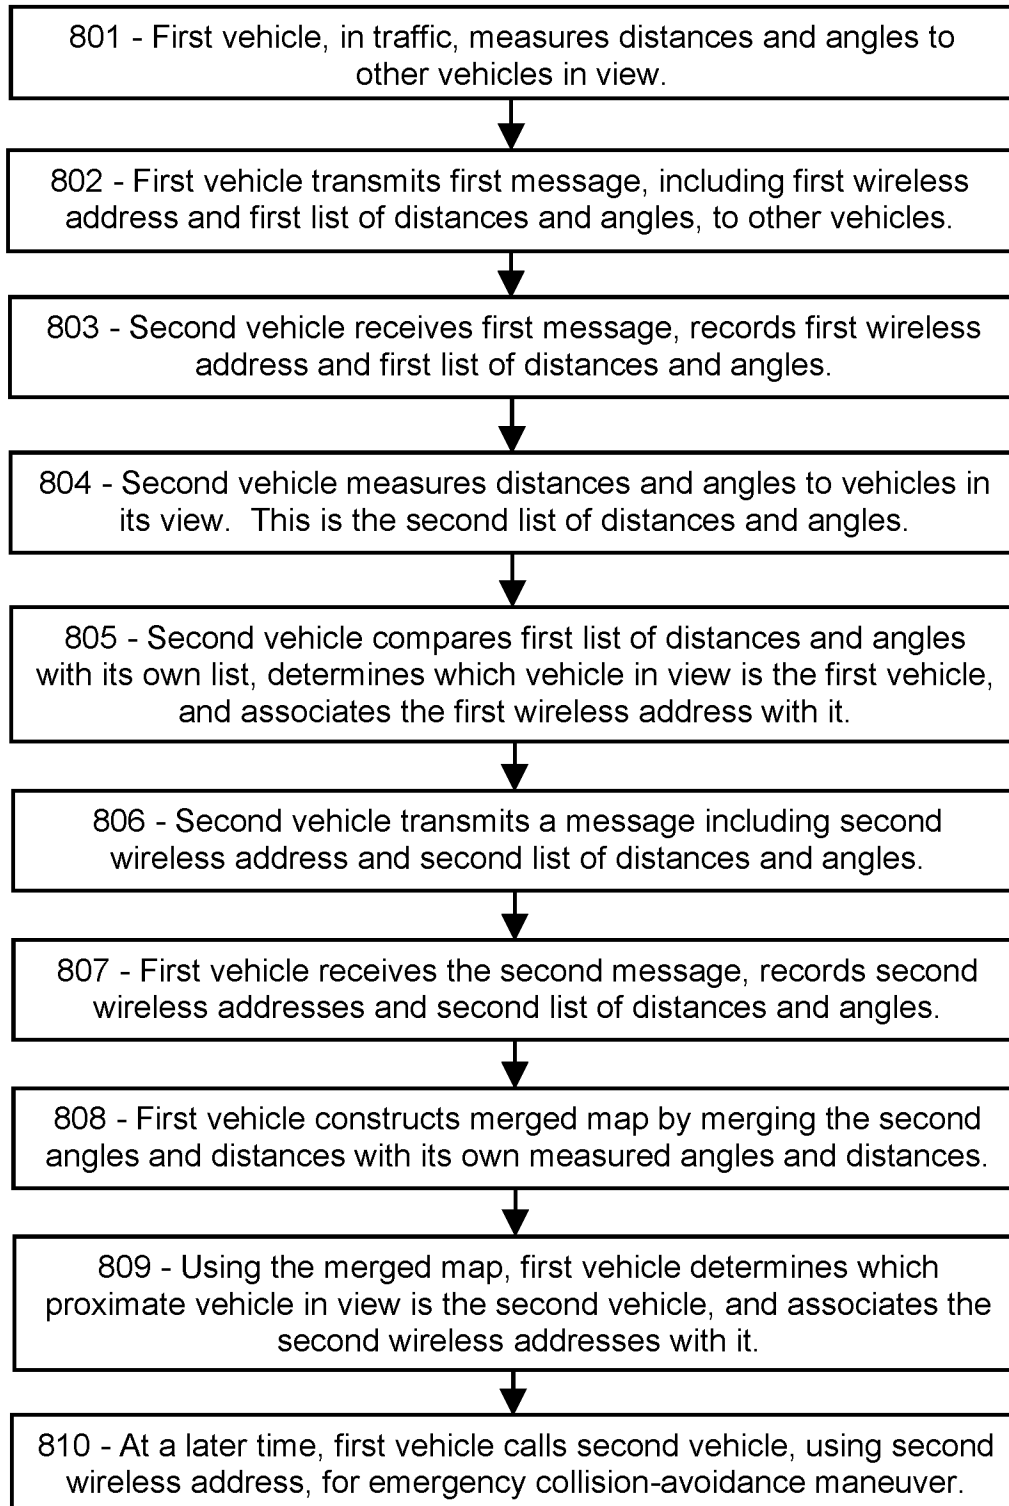 801 - First vehicle, in traffic, measures distances and angles to
other vehicles in view.
802 - First vehicle transmits first message, including first wireless
address and first list of distances and angles, to other vehicles.
803 - Second vehicle receives first message, records first wireless
address and first list of distances and angles.
804 - Second vehicle measures distances and angles to vehicles in
its view.  This is the second list of distances and angles.
805 - Second vehicle compares first list of distances and angles
with its own list, determines which vehicle in view is the first vehicle,
and associates the first wireless address with it.
806 - Second vehicle transmits a message including second
wireless address and second list of distances and angles.
807 - First vehicle receives the second message, records second
wireless addresses and second list of distances and angles.
808 - First vehicle constructs merged map by merging the second
angles and distances with its own measured angles and distances.
809 - Using the merged map, first vehicle determines which
proximate vehicle in view is the second vehicle, and associates the
second wireless addresses with it.
810 - At a later time, first vehicle calls second vehicle, using second
wireless address, for emergency collision-avoidance maneuver.